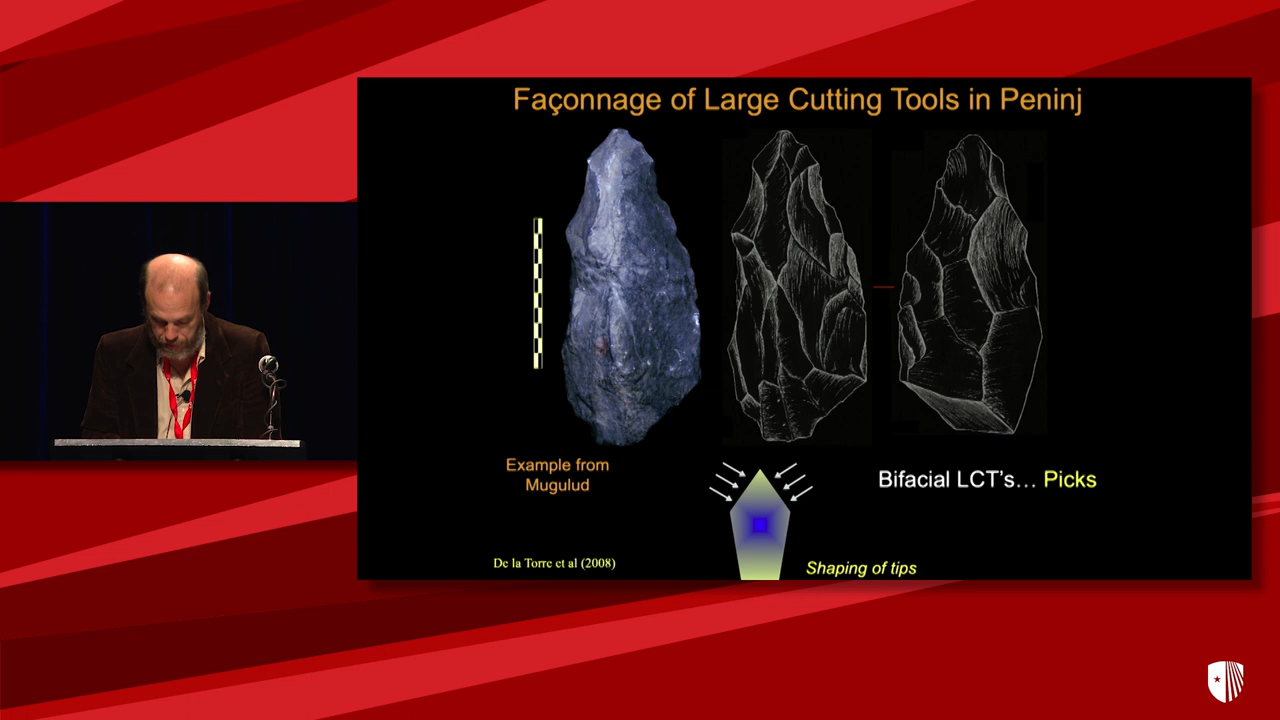 Façonnage of Large Cutting Tools in Peninj
Example from
Mugulud
Bifacial LCT's… Picks
De la Torre et al (2008)
Shaping of tips